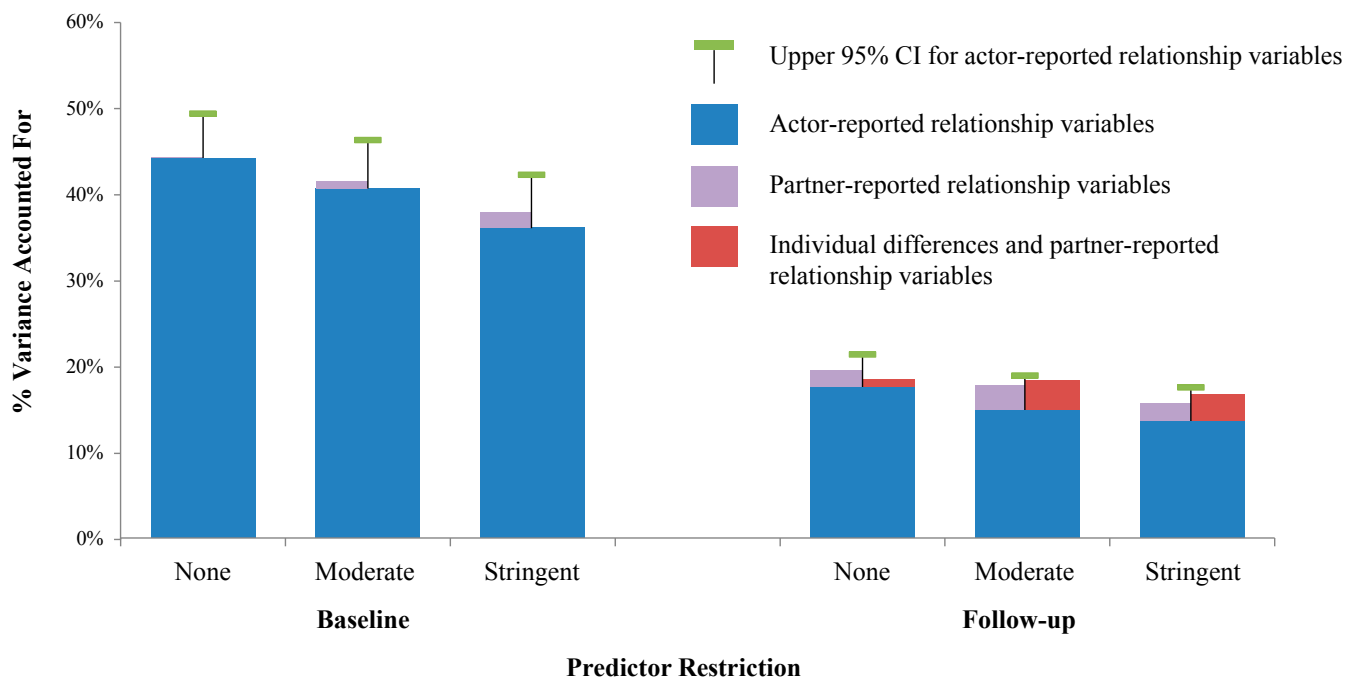 60%
50%
40%
30%
20%
10%
0%
% Variance Accounted For
Upper 95% CI for actor-reported relationship variables
Actor-reported relationship variables
Partner-reported relationship variables
Individual differences and partner-reported
relationship variables
None Moderate Stringent None Moderate Stringent
Baseline Follow-up
Predictor Restriction